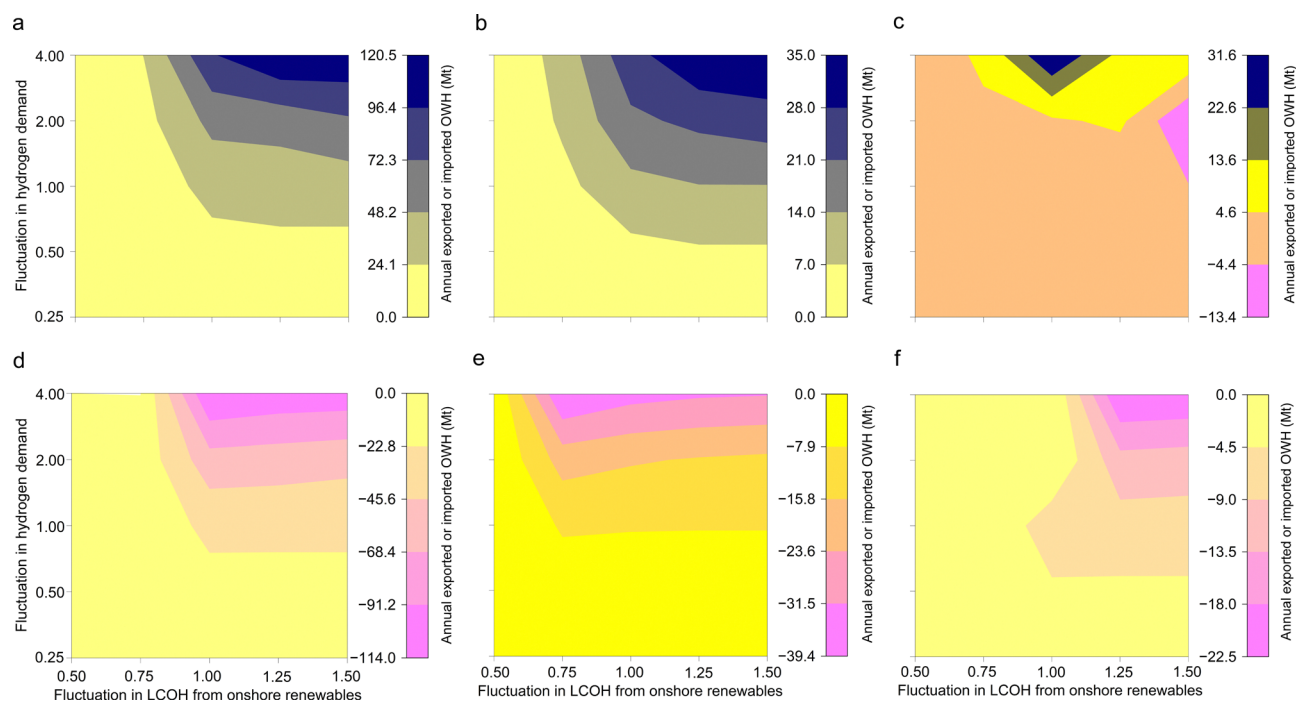 a
b
c
4.00
2.00
1.00
0.50
0.25
Fluctuation in hydrogen demand
120.5
96.4
72.3
48.2
24.1
0.0
Annual exported or imported OWH (Mt)
35.0
28.0
21.0
14.0
7.0
0.0
Annual exported or imported OWH (Mt)
31.6
22.6
13.6
4.6
−4.4
−13.4
Annual exported or imported OWH (Mt)
d
e
f
4.00
2.00
1.00
0.50
0.25
Fluctuation in hydrogen demand
0.50 0.75 1.00 1.25 1.50
Fluctuation in LCOH from onshore renewables
0.0
−22.8
−45.6
−68.4
−91.2
−114.0
Annual exported or imported OWH (Mt)
0.50 0.75 1.00 1.25 1.50
Fluctuation in LCOH from onshore renewables
0.0
−7.9
−15.8
−23.6
−31.5
−39.4
Annual exported or imported OWH (Mt)
0.50 0.75 1.00 1.25 1.50
Fluctuation in LCOH from onshore renewables
0.0
−4.5
−9.0
−13.5
−18.0
−22.5
Annual exported or imported OWH (Mt)